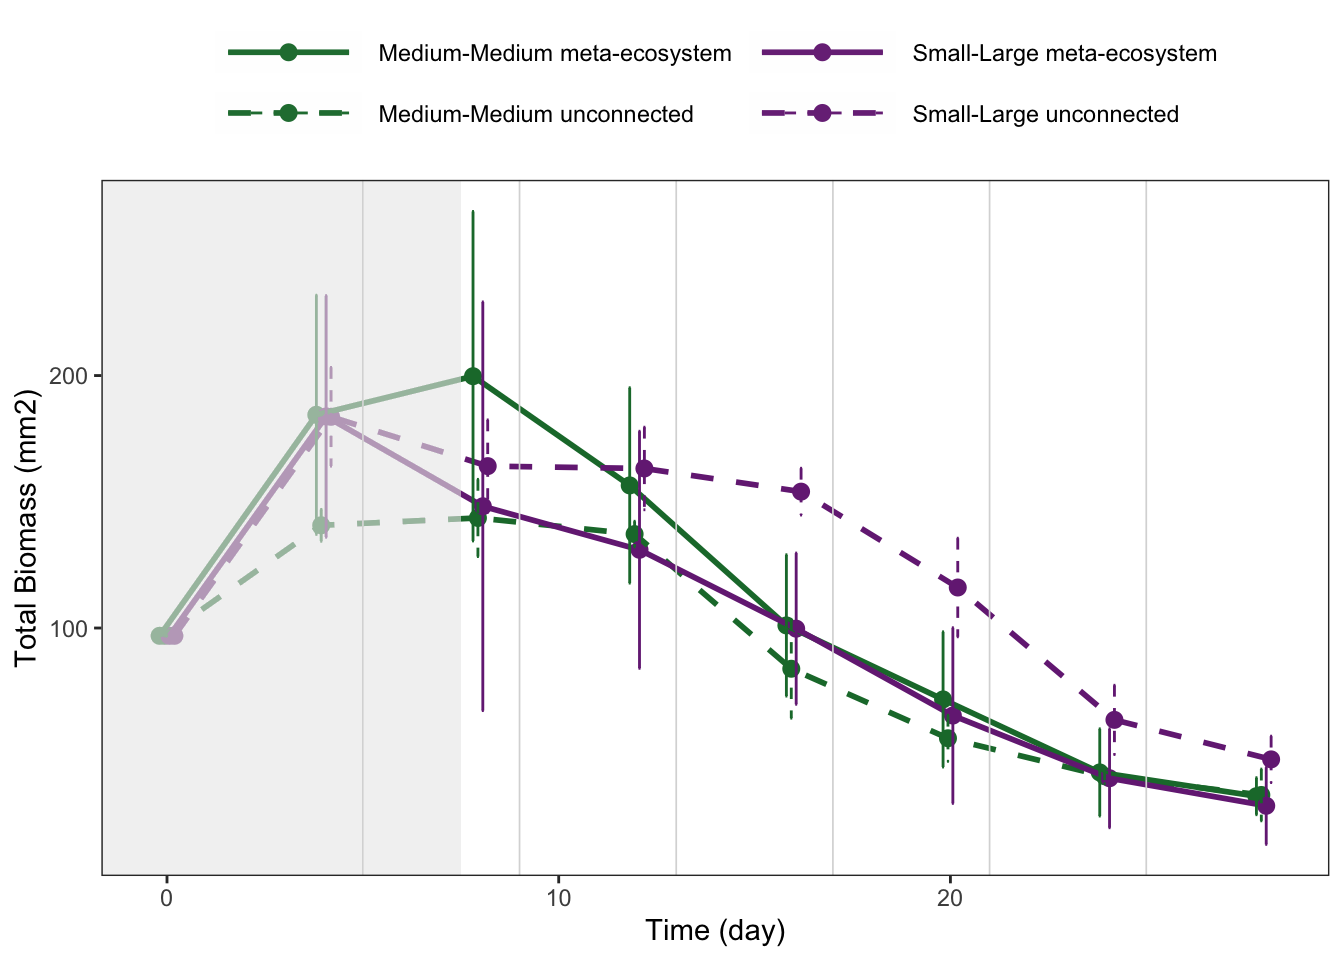 Medium-Medium meta-ecosystem
Small-Large meta-ecosystem
Medium-Medium unconnected
Small-Large unconnected
Total Biomass (mm2)
200
100
0
10
20
Time (day)